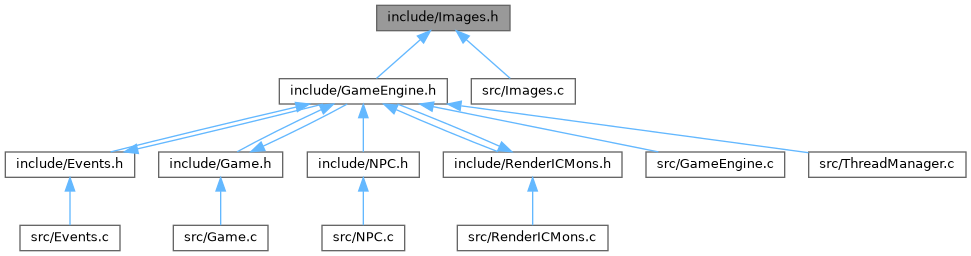 include/Images.h
include/GameEngine.h
src/Images.c
include/Events.h
include/Game.h
include/NPC.h
include/RenderICMons.h
src/GameEngine.c
src/ThreadManager.c
src/Events.c
src/Game.c
src/NPC.c
src/RenderICMons.c